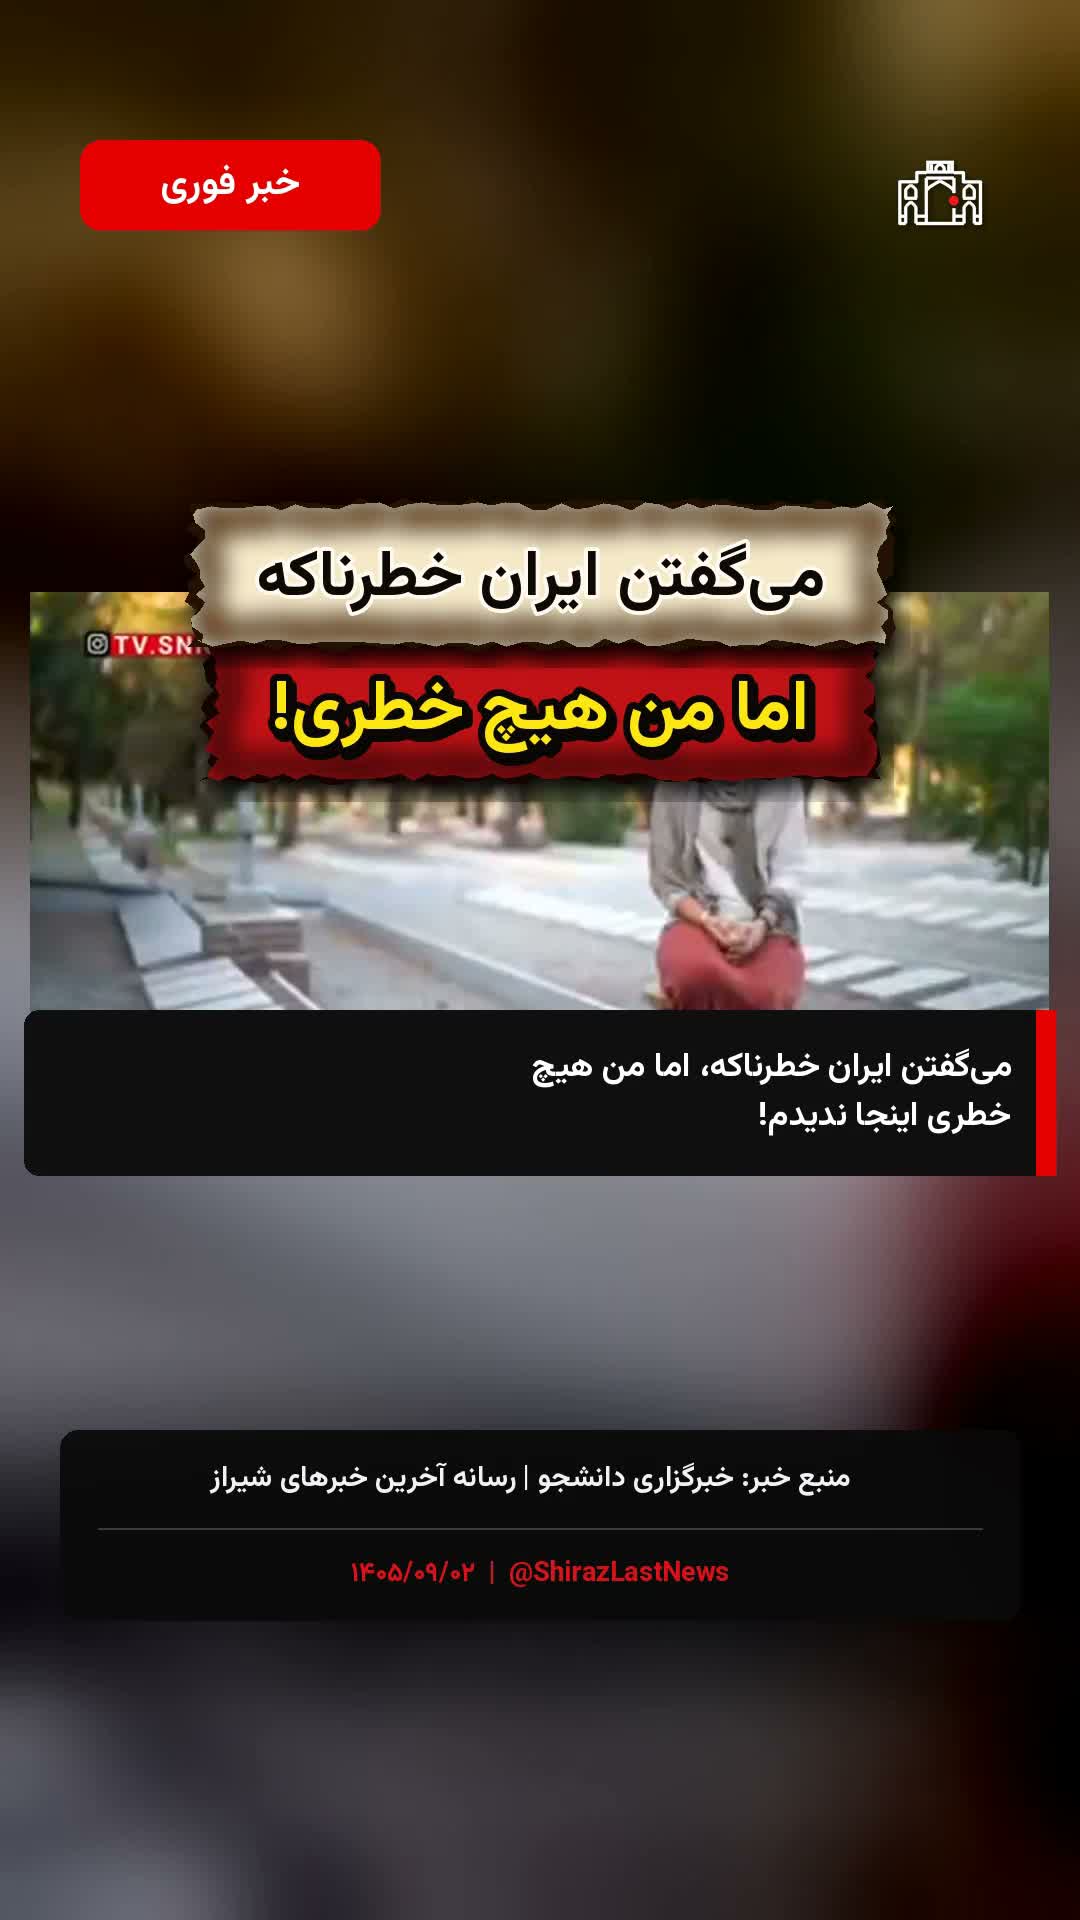 خبر فوری
می‌گفتن ایران خطرناکه
اما من هیچ خطری!
TV.SN
می‌گفتن ایران خطرناکه، اما من هیچ
خطری اینجا ندیدم!
منبع خبر: خبرگزاری دانشجو | رسانه آخرین خبرهای شیراز
۱۴۰۵/۰۹/۰۲ | @ShirazLastNews